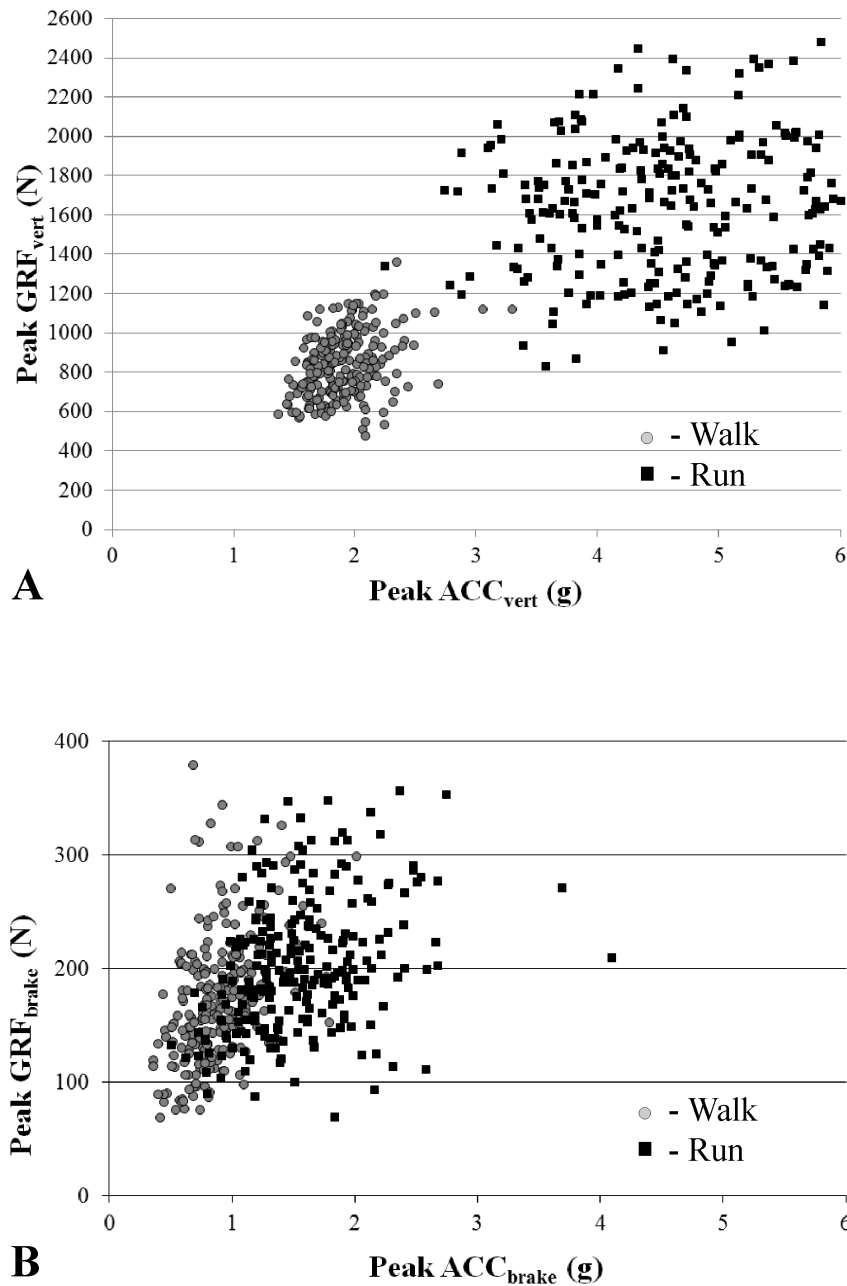 2600
2400
2200
2000
1800
1600
1400
1200
1000
800
600
400
200
0
Peak GRFvert (N)
- Walk
- Run
0 1 2 3 4 5 6
A
Peak ACCvert (g)
400
300
200
100
0
Peak GRFbrake (N)
- Walk
- Run
0 1 2 3 4 5 6
B
Peak ACCbrake (g)